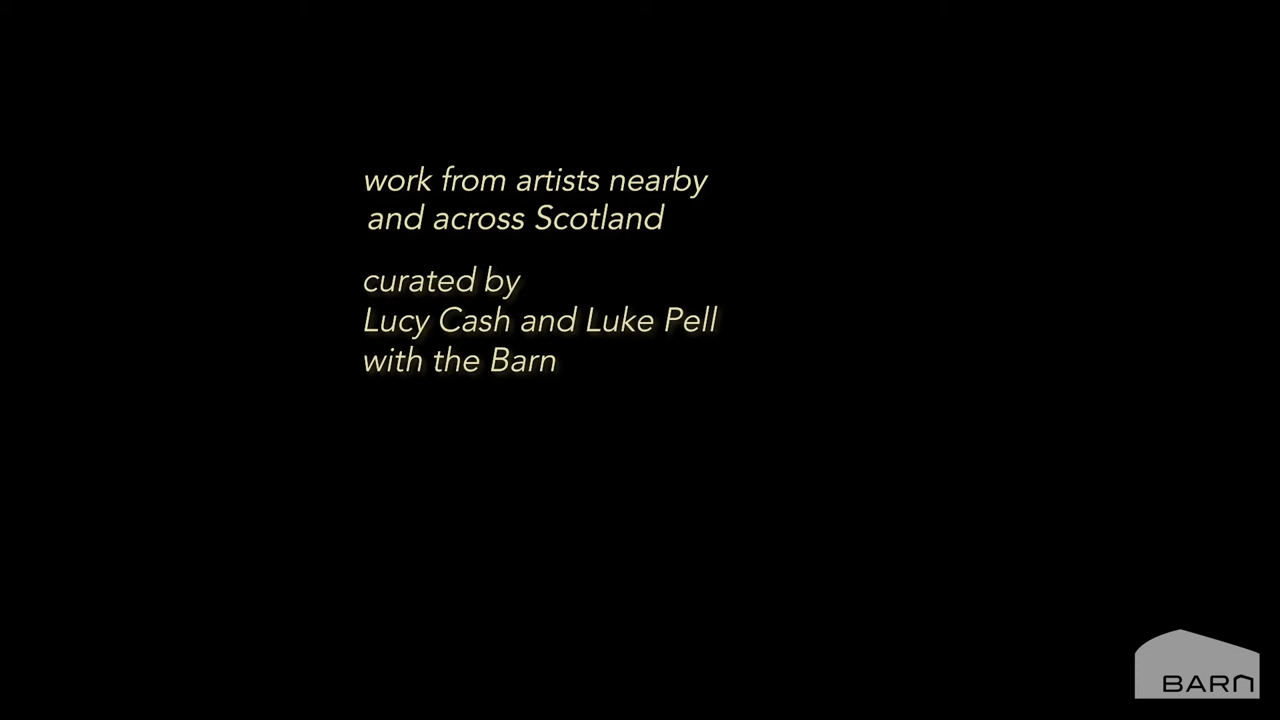 work from artists nearby
and across Scotland
curated by
Lucy Cash and Luke Pell
with the Barn
BARN